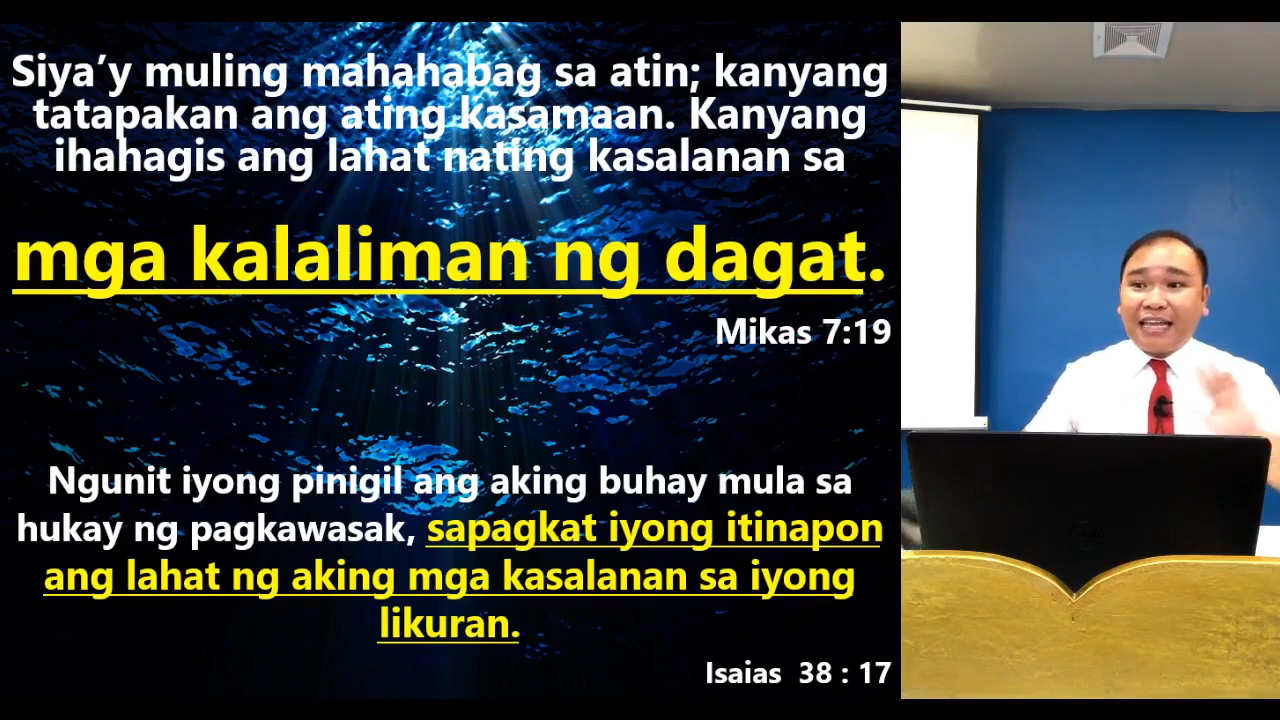 Siya’y muling mahahabag sa atin; kanyang
tatapakan ang ating kasamaan. Kanyang
ihahagis ang lahat nating kasalanan sa
mga kalaliman ng dagat.
Mikas 7:19
Ngunit iyong pinigil ang aking buhay mula sa
hukay ng pagkawasak, sapagkat iyong itinapon
ang lahat ng aking mga kasalanan sa iyong
likuran.
Isaias  38 : 17